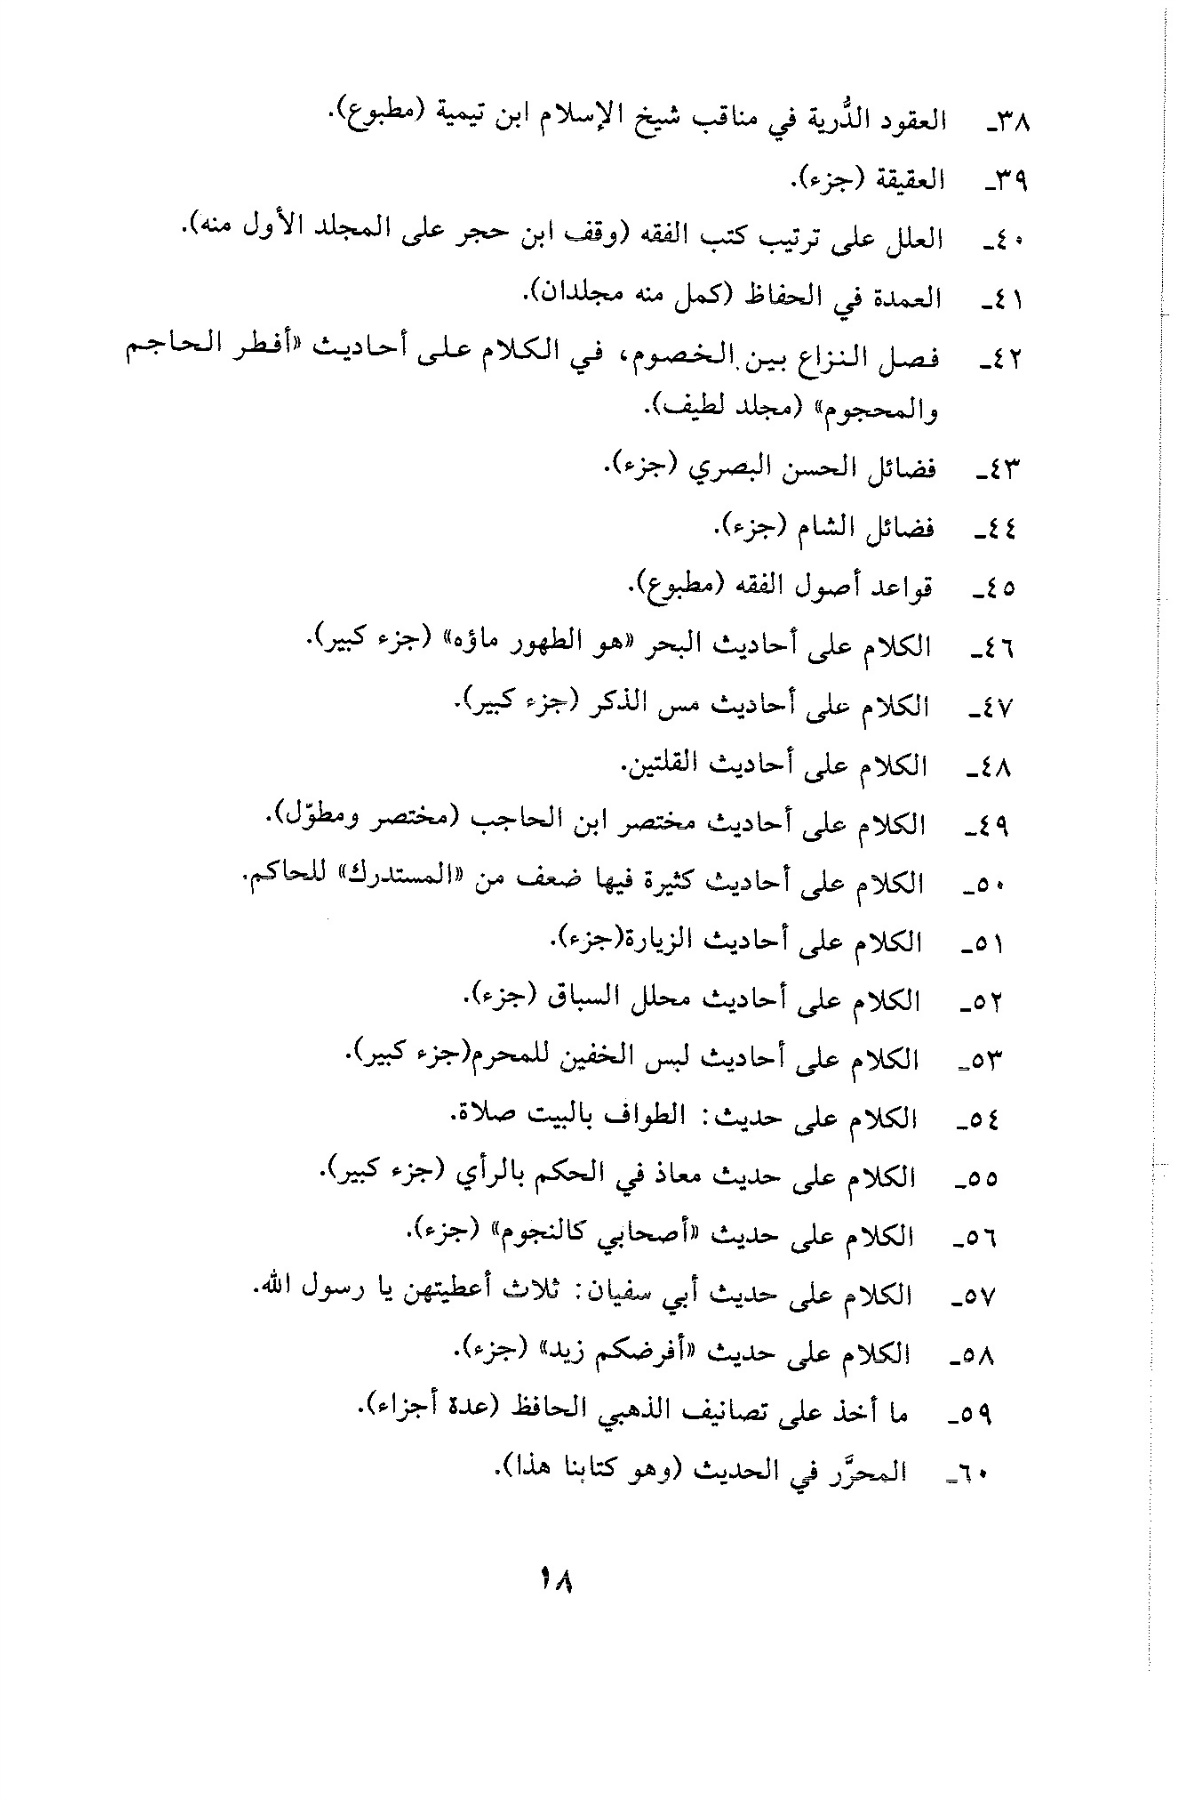 ٣٨ـ العقود الدُّرية في مناقب شيخ الإسلام ابن تيمية (مطبوع).
٣٩ـ العقيقة (جزء).
٤٠ـ العلل على ترتيب كتب الفقه (وقف ابن حجر على المجلد الأول منه).
٤١ـ العمدة في الحفاظ (كمل منه مجلدان).
٤٢ـ فصل النزاع بين الخصوم، في الكلام على أحاديث «أفطر الحاجم
والمحجوم» (مجلد لطيف).
٤٣ـ فضائل الحسن البصري (جزء).
٤٤ـ فضائل الشام (جزء).
٤٥ـ قواعد أصول الفقه (مطبوع).
٤٦ـ الكلام على أحاديث البحر «هو الطهور ماؤه» (جزء كبير).
٤٧ـ الكلام على أحاديث مس الذكر (جزء كبير).
٤٨ـ الكلام على أحاديث القلتين.
٤٩ـ الكلام على أحاديث مختصر ابن الحاجب (مختصر ومطوّل).
٥٠ـ الكلام على أحاديث كثيرة فيها ضعف من «المستدرك» للحاكم.
٥١ـ الكلام على أحاديث الزيارة(جزء).
٥٢ـ الكلام على أحاديث محلل السباق (جزء).
٥٣ـ الكلام على أحاديث لبس الخفين للمحرم(جزء كبير).
٥٤ـ الكلام على حديث: الطواف بالبيت صلاة.
٥٥ـ الكلام على حديث معاذ في الحكم بالرأي (جزء كبير).
٥٦ـ الكلام على حديث «أصحابي كالنجوم» (جزء).
٥٧ـ الكلام على حديث أبي سفيان: ثلاث أعطيتهن يا رسول الله.
٥٨ـ الكلام على حديث «أفرضكم زيد» (جزء).
٥٩ـ ما أخذ على تصانيف الذهبي الحافظ (عدة أجزاء).
٦٠ـ المحرَّر في الحديث (وهو كتابنا هذا).
١٨